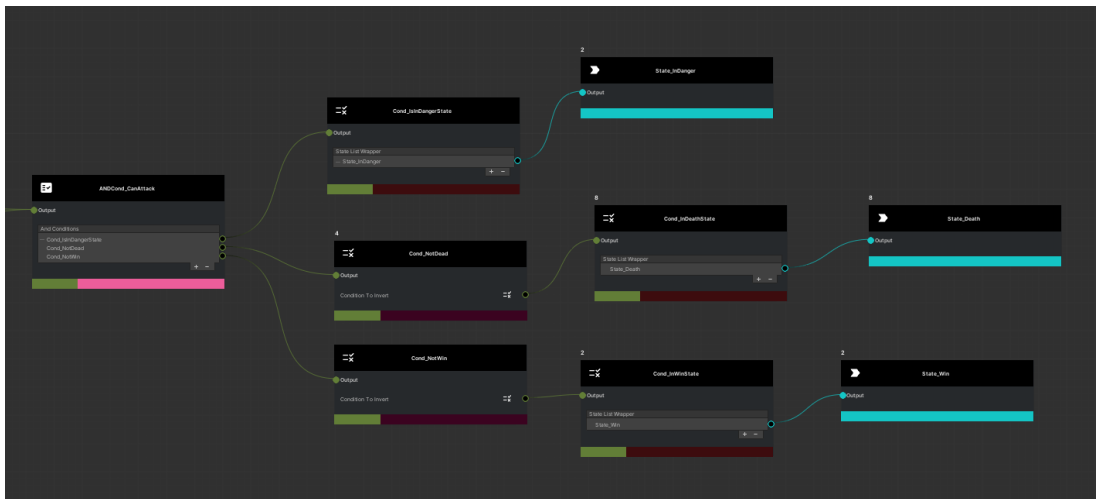 2
State_InDanger
Output
Cond_IsInDangerState
Output
State List Wrapper
State_InDanger
+ -
ANDCond_CanAttack
Output
And Conditions
Cond_IsInDangerState
Cond_NotDead
Cond_NotWin
+ -
8
Cond_InDeathState
Output
State List Wrapper
State_Death
+ -
8
State_Death
Output
4
Cond_NotDead
Output
Condition To Invert
Cond_NotWin
Output
Condition To Invert
2
Cond_InWinState
Output
State List Wrapper
State_Win
+ -
2
State_Win
Output